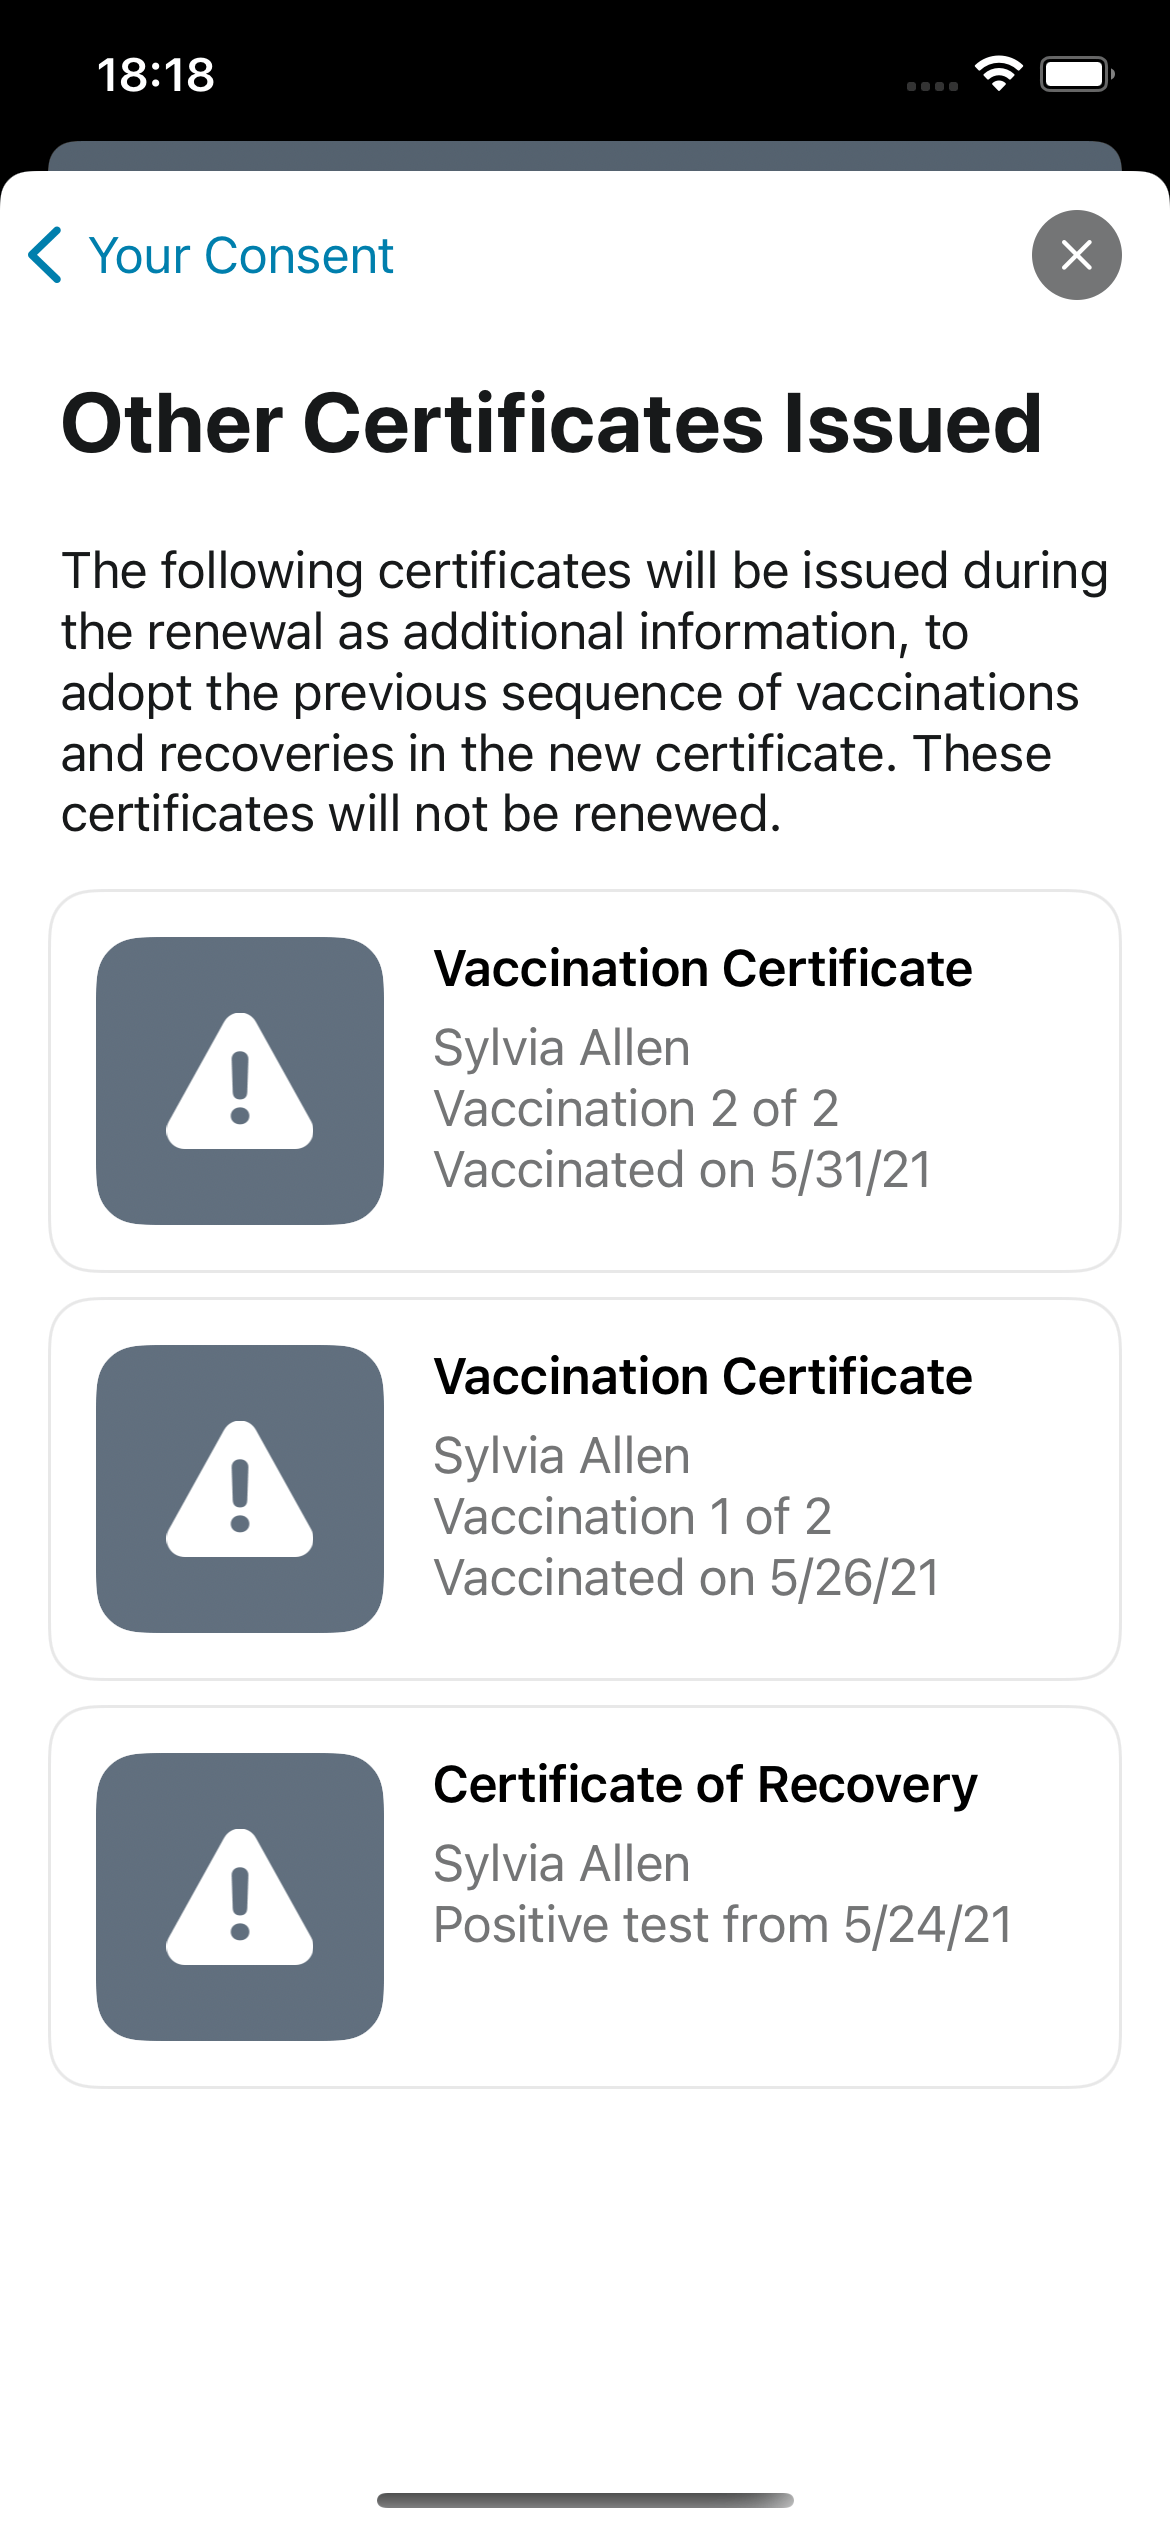 18:18
Your Consent
Other Certificates Issued
The following certificates will be issued during
the renewal as additional information, to
adopt the previous sequence of vaccinations
and recoveries in the new certificate. These
certificates will not be renewed.
Vaccination Certificate
Sylvia Allen
Vaccination 2 of 2
Vaccinated on 5/31/21
Vaccination Certificate
Sylvia Allen
Vaccination 1 of 2
Vaccinated on 5/26/21
Certificate of Recovery
Sylvia Allen
Positive test from 5/24/21